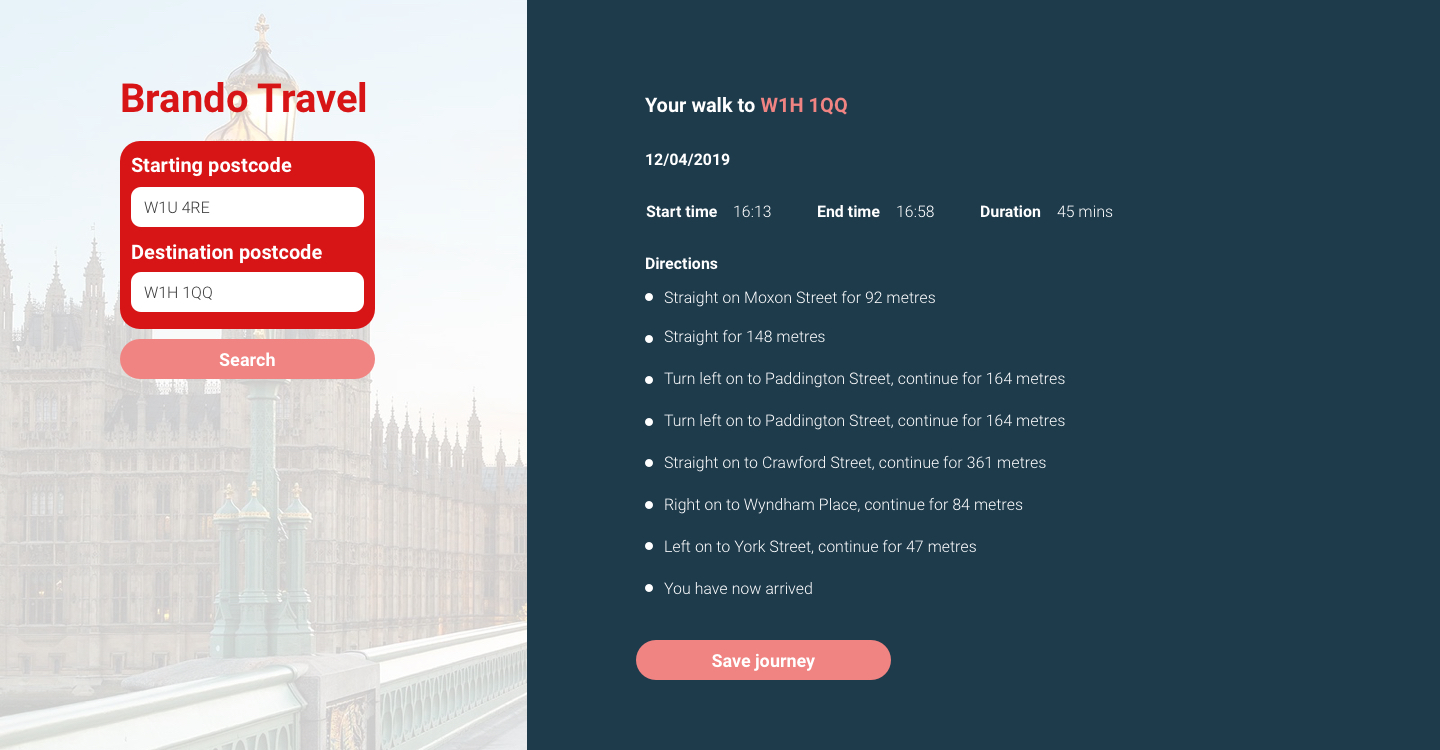 Brando Travel
Starting postcode
W1U 4RE
Destination postcode
W1H 1QQ
Search
Your walk to W1H 1QQ
12/04/2019
Start time 16:13 End time 16:58 Duration 45 mins
Directions
Straight on Moxon Street for 92 metres
Straight for 148 metres
Turn left on to Paddington Street, continue for 164 metres
Turn left on to Paddington Street, continue for 164 metres
Straight on to Crawford Street, continue for 361 metres
Right on to Wyndham Place, continue for 84 metres
Left on to York Street, continue for 47 metres
You have now arrived
Save journey